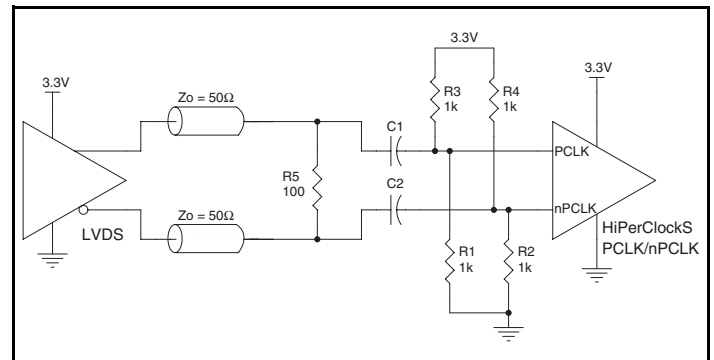 3.3V
3.3V
3.3V
Zo = 50Ω
R3
1k
R4
1k
C1
PCLK
R5
100
C2
nPCLK
Zo = 50Ω
LVDS
HiPerClockS
PCLK/nPCLK
R1
1k
R2
1k